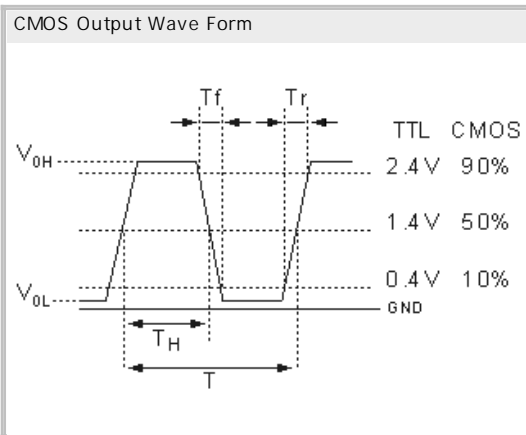 CMOS Output Wave Form
Tf Tr
TTL CMOS
V0H 2.4V 90%
1.4V 50%
0.4V 10%
V0L GND
TH
T